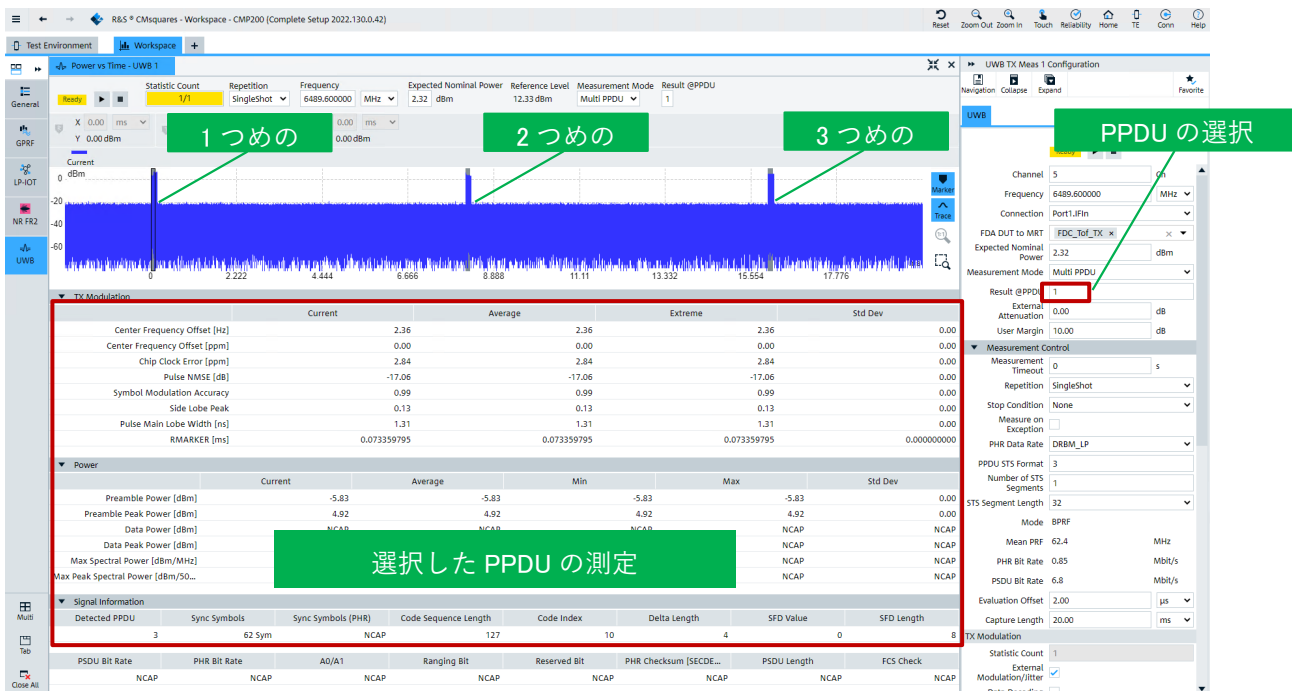 R&S ® CMsquares - Workspace - CMP200 (Complete Setup 2022.130.0.42)
Reset Zoom Out Zoom In Touch Reliability Home TE Conn Help
Test Environment Workspace +
Power vs Time - UWB 1
UWB TX Meas 1 Configuration
Navigation Collapse Expand Favorite
General
GPRF
LP-IOT
NR FR2
UWB
Multi
Tab
Close All
Statistic Count Repetition Frequency Expected Nominal Power Reference Level Measurement Mode Result @PPDU
Ready 1/1 SingleShot 6489.600000 MHz 2.32 dBm 12.33 dBm Multi PPDU 1
X 0.00 ms 0.00 ms
Y 0.00 dBm 0.00 dBm
1 つめの
2 つめの
3 つめの
PPDU の選択
Current
dBm
0
-20
-40
-60
0 2.222 4.444 6.666 8.888 11.11 13.332 15.554 17.776
Marker
Trace
TX Modulation
Current Average Extreme Std Dev
Center Frequency Offset [Hz] 2.36 2.36 2.36 0.00
Center Frequency Offset [ppm] 0.00 0.00 0.00 0.00
Chip Clock Error [ppm] 2.84 2.84 2.84 0.00
Pulse NMSE [dB] -17.06 -17.06 -17.06 0.00
Symbol Modulation Accuracy 0.99 0.99 0.99 0.00
Side Lobe Peak 0.13 0.13 0.13 0.00
Pulse Main Lobe Width [ns] 1.31 1.31 1.31 0.00
RMARKER [ms] 0.073359795 0.073359795 0.073359795 0.000000000
Power
Current Average Min Max Std Dev
Preamble Power [dBm] -5.83 -5.83 -5.83 -5.83 0.00
Preamble Peak Power [dBm] 4.92 4.92 4.92 4.92 0.00
Data Power [dBm] NCAP NCAP NCAP NCAP NCAP
Data Peak Power [dBm] NCAP NCAP
Max Spectral Power [dBm/MHz] NCAP NCAP
Max Peak Spectral Power [dBm/50... NCAP NCAP
選択した PPDU の測定
Signal Information
Detected PPDU Sync Symbols Sync Symbols (PHR) Code Sequence Length Code Index Delta Length SFD Value SFD Length
3 62 Sym NCAP 127 10 4 0 8
PSDU Bit Rate PHR Bit Rate A0/A1 Ranging Bit Reserved Bit PHR Checksum [SECDE... PSDU Length FCS Check
NCAP NCAP NCAP NCAP NCAP NCAP NCAP NCAP
UWB
Channel 5 Ch
Frequency 6489.600000 MHz
Connection Port1.IFIn
FDA DUT to MRT FDC_Tof_TX ×
Expected Nominal
Power 2.32 dBm
Measurement Mode Multi PPDU
Result @PPDU 1
External
Attenuation 0.00 dB
User Margin 10.00 dB
Measurement Control
Measurement
Timeout 0 s
Repetition SingleShot
Stop Condition None
Measure on
Exception
PHR Data Rate DRBM_LP
PPDU STS Format 3
Number of STS
Segments 1
STS Segment Length 32
Mode BPRF
Mean PRF 62.4 MHz
PHR Bit Rate 0.85 Mbit/s
PSDU Bit Rate 6.8 Mbit/s
Evaluation Offset 2.00 µs
Capture Length 20.00 ms
TX Modulation
Statistic Count 1
External
Modulation/Jitter